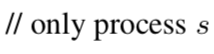 // only process s